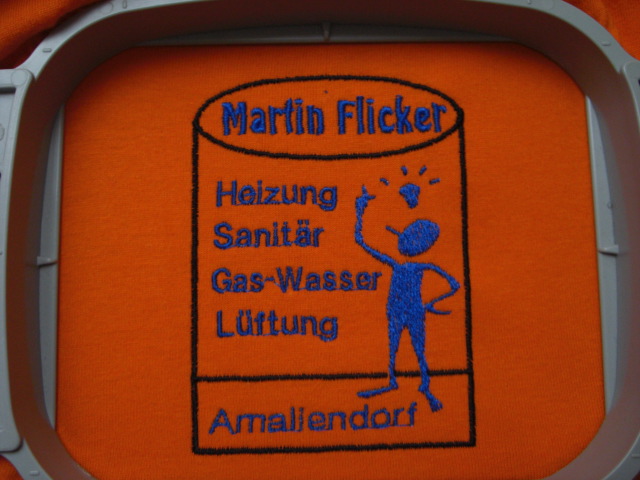 Martin Flicker
Heizung
Sanitär
Gas-Wasser
Lüftung
Amaliendorf